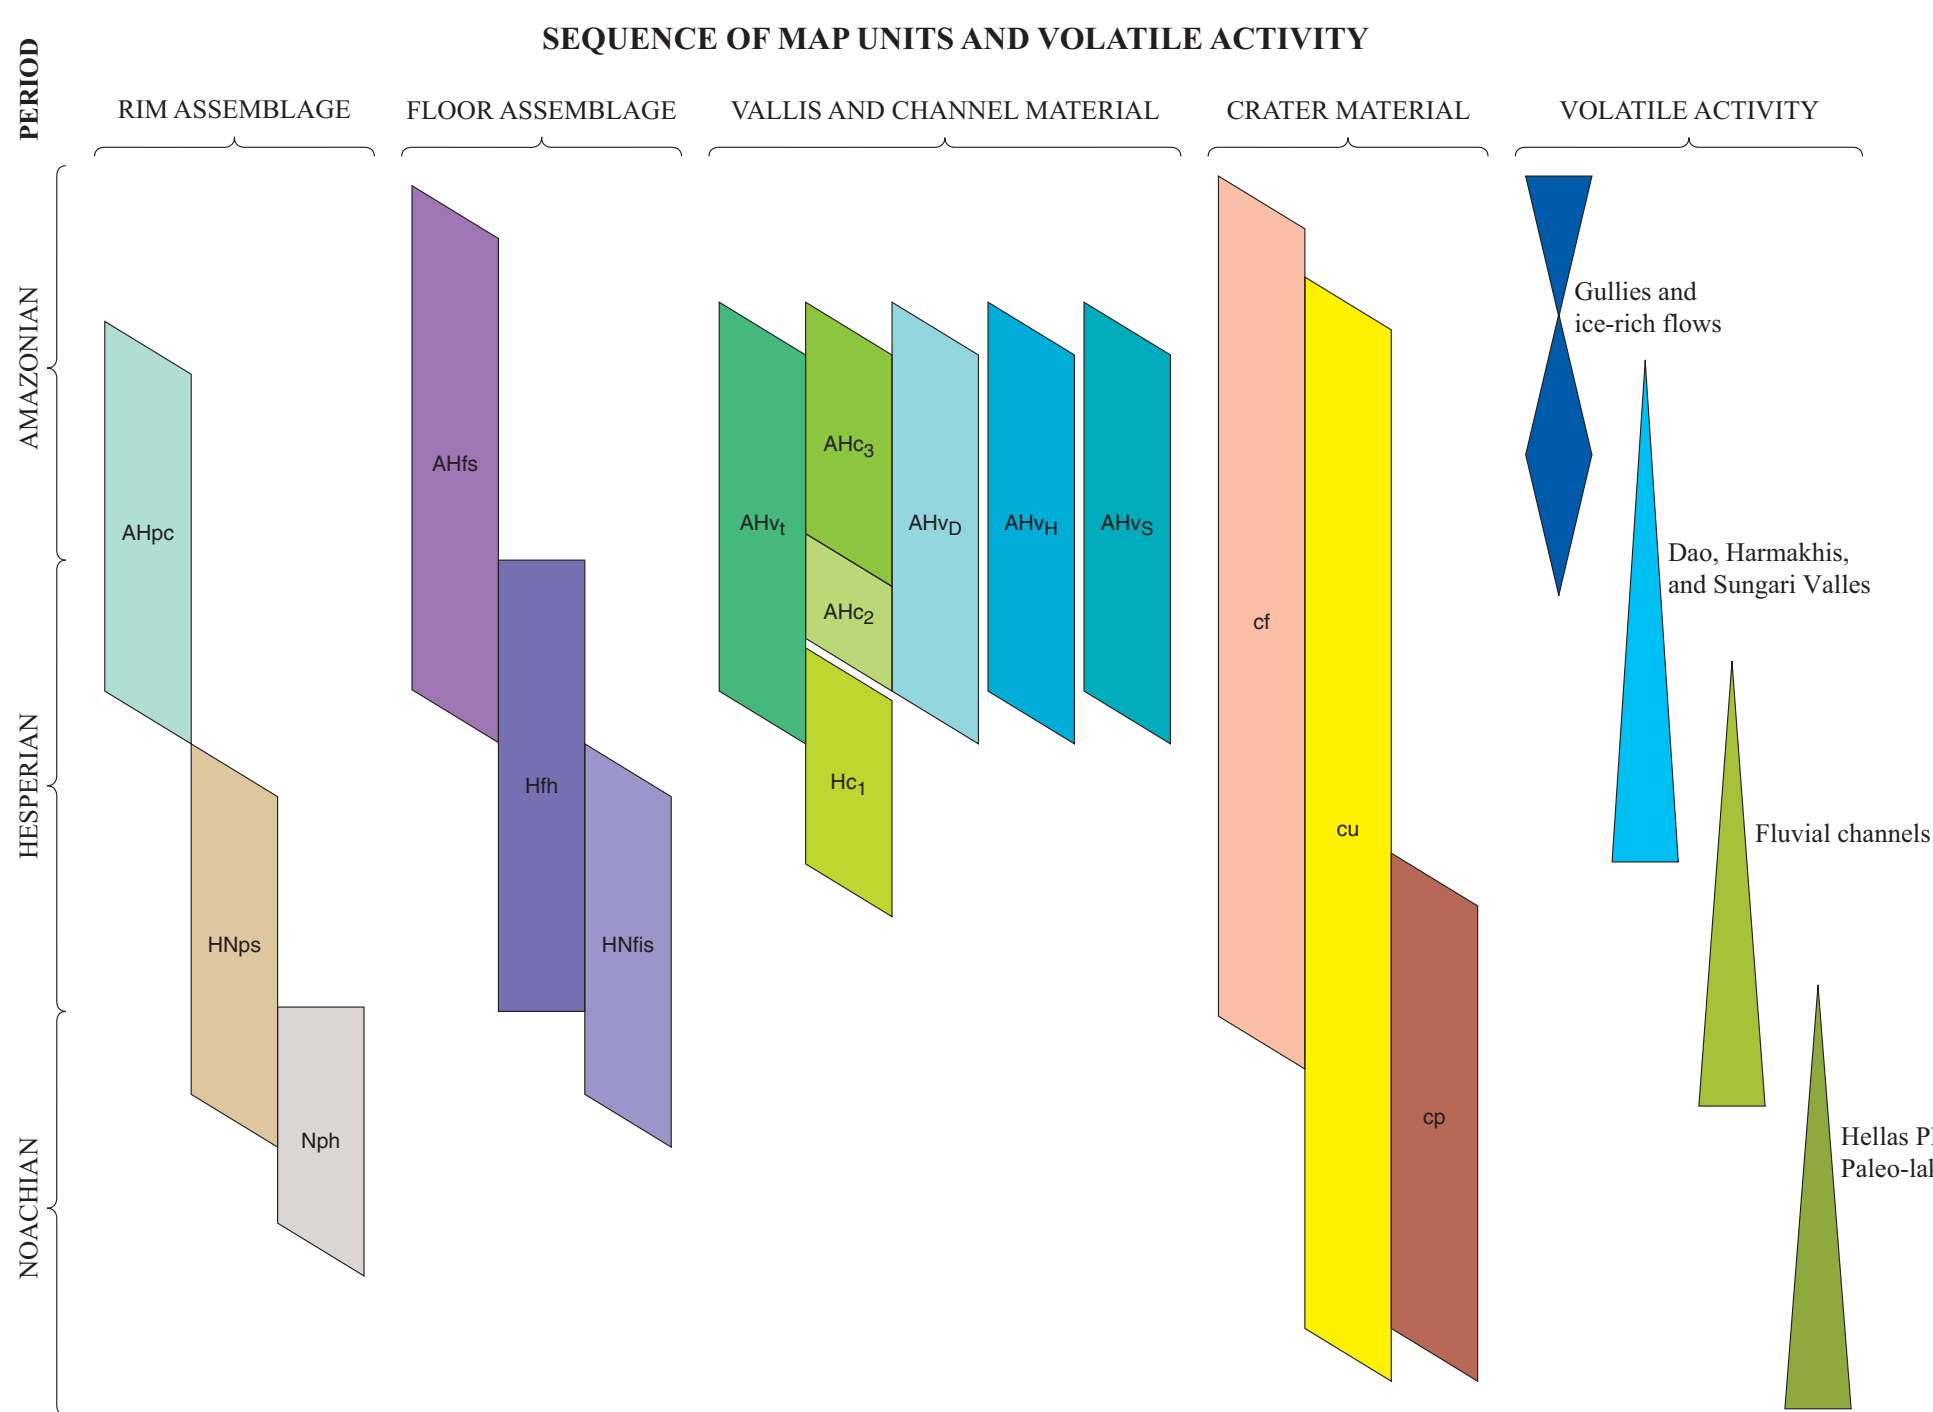 SEQUENCE OF MAP UNITS AND VOLATILE ACTIVITY
PERIOD
RIM ASSEMBLAGE
FLOOR ASSEMBLAGE
VALLIS AND CHANNEL MATERIAL
CRATER MATERIAL
VOLATILE ACTIVITY
AMAZONIAN
HESPERIAN
NOACHIAN
AHpc
HNps
Nph
AHfs
Hfh
HNfis
AHvt
AHc3
AHc2
Hc1
AHvD
AHvH
AHvS
cf
cu
cp
Gullies and
ice-rich flows
Dao, Harmakhis,
and Sungari Valles
Fluvial channels
Hellas